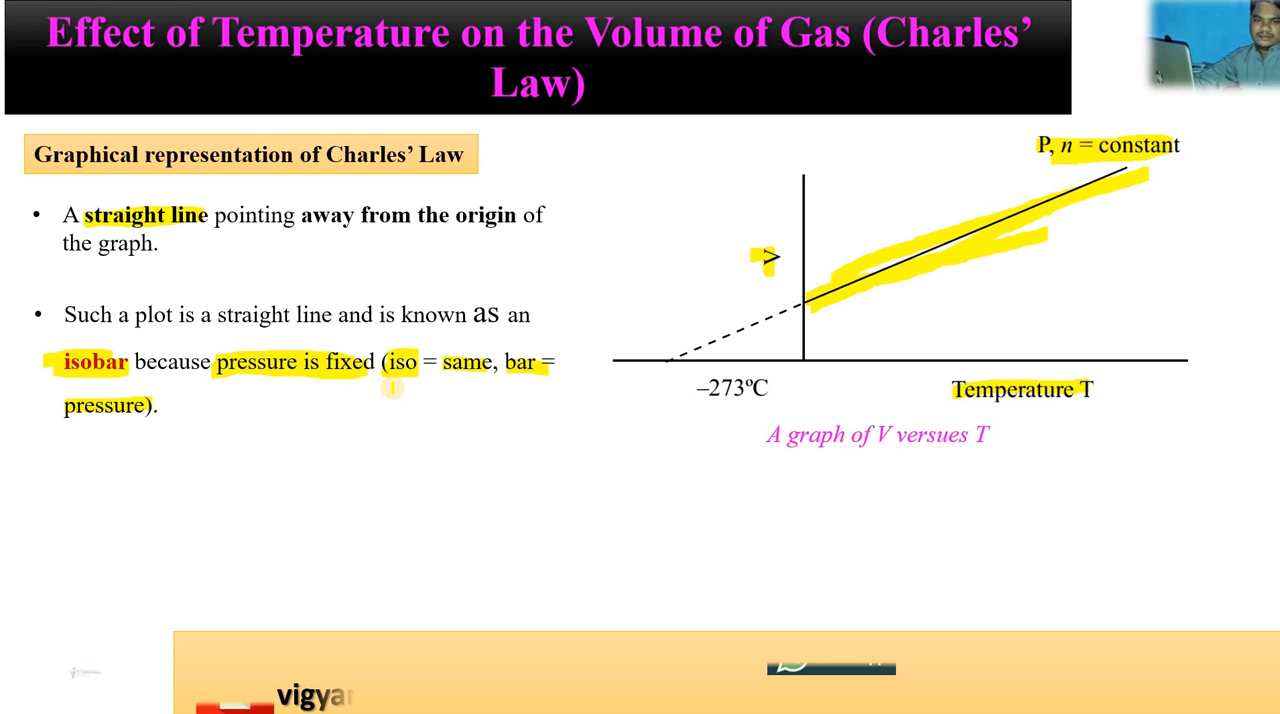 Effect of Temperature on the Volume of Gas (Charles’
Law)
Graphical representation of Charles’ Law
• A straight line pointing away from the origin of
the graph.
• Such a plot is a straight line and is known as an
isobar because pressure is fixed (iso = same, bar =
pressure).
P, n = constant
V
–273ºC
Temperature T
A graph of V versues T